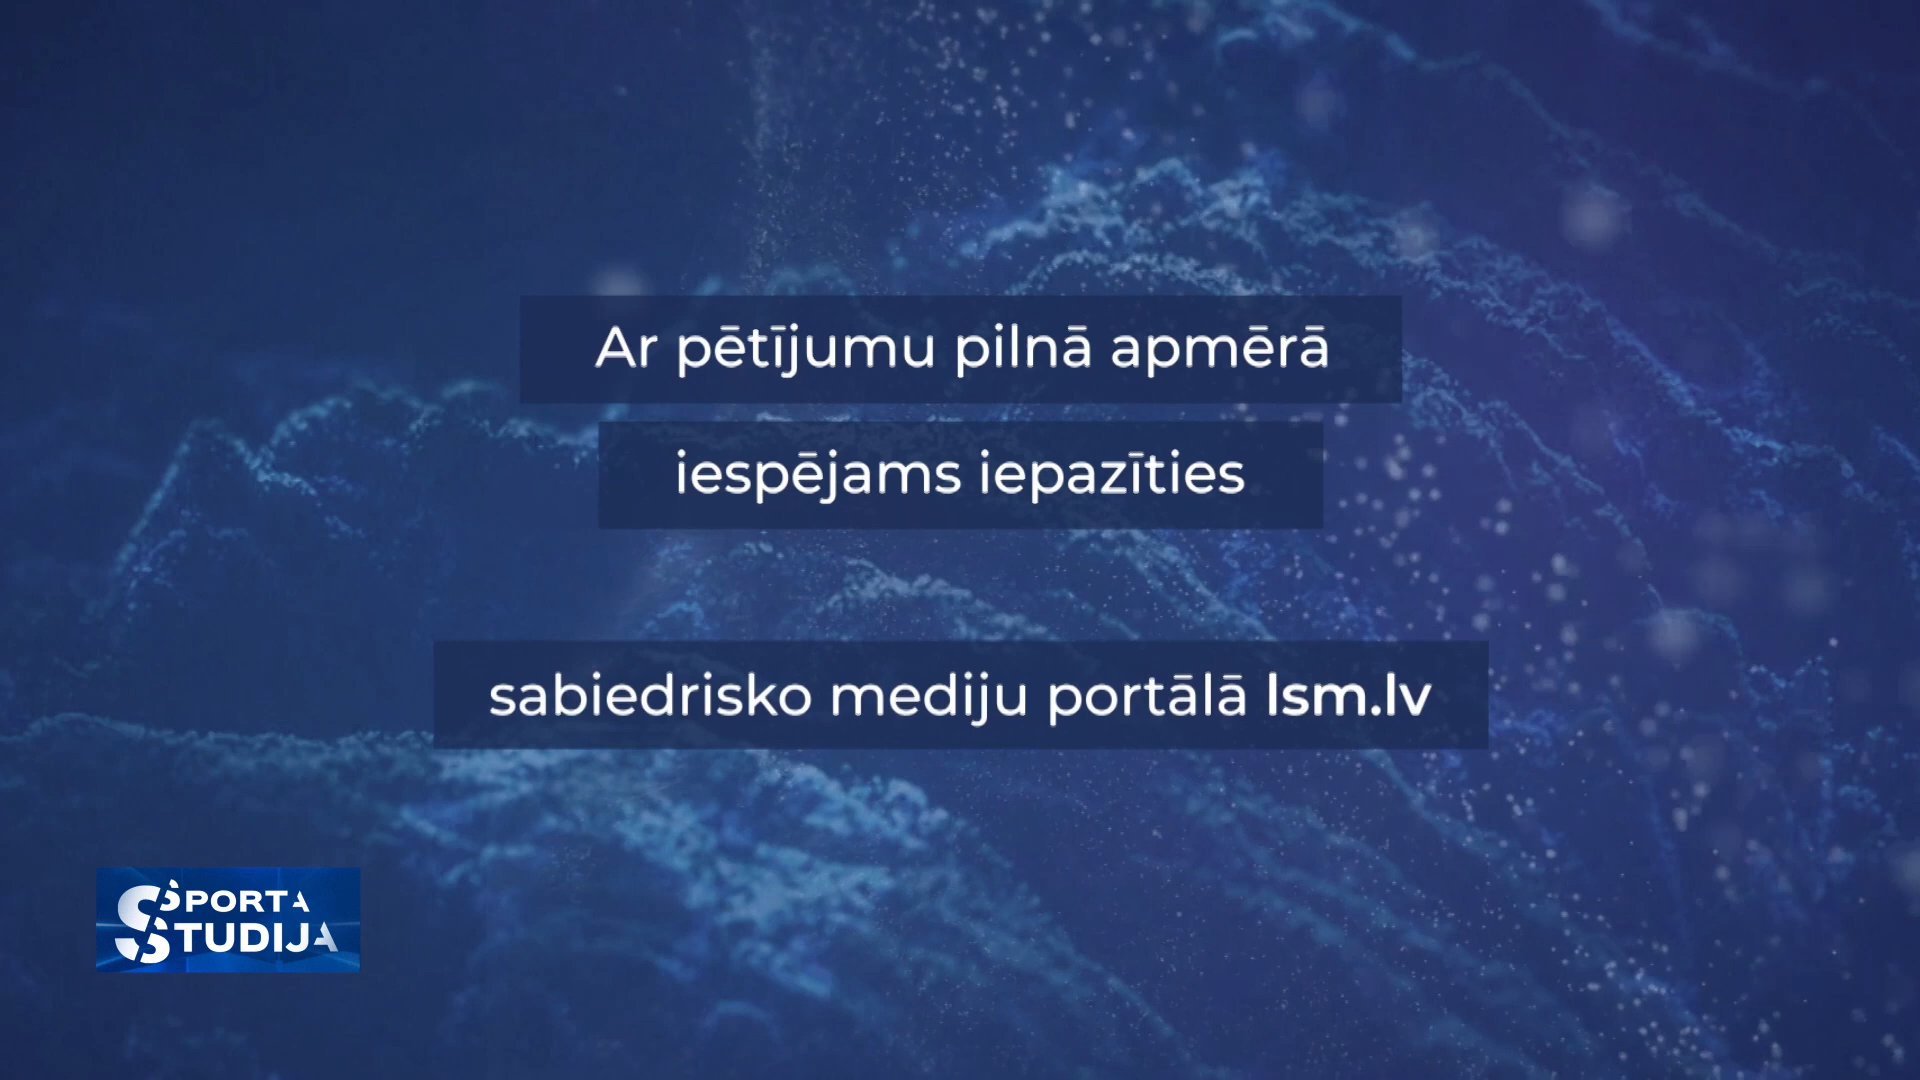 Ar pētījumu pilnā apmērā
iespējams iepazīties
sabiedrisko mediju portālā lsm.lv
SPORTA
STUDIJA